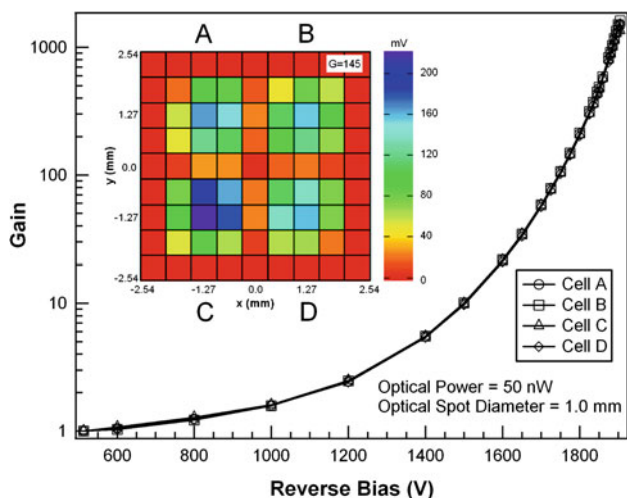 A
B
mV
G=145
2.54
1.27
0.0
-1.27
-2.54
y (mm)
-2.54
-1.27
0.0
1.27
2.54
x (mm)
C
D
200
160
120
80
40
0
1000
100
10
1
Gain
Cell A
Cell B
Cell C
Cell D
Optical Power = 50 nW
Optical Spot Diameter = 1.0 mm
600
800
1000
1200
1400
1600
1800
Reverse Bias (V)